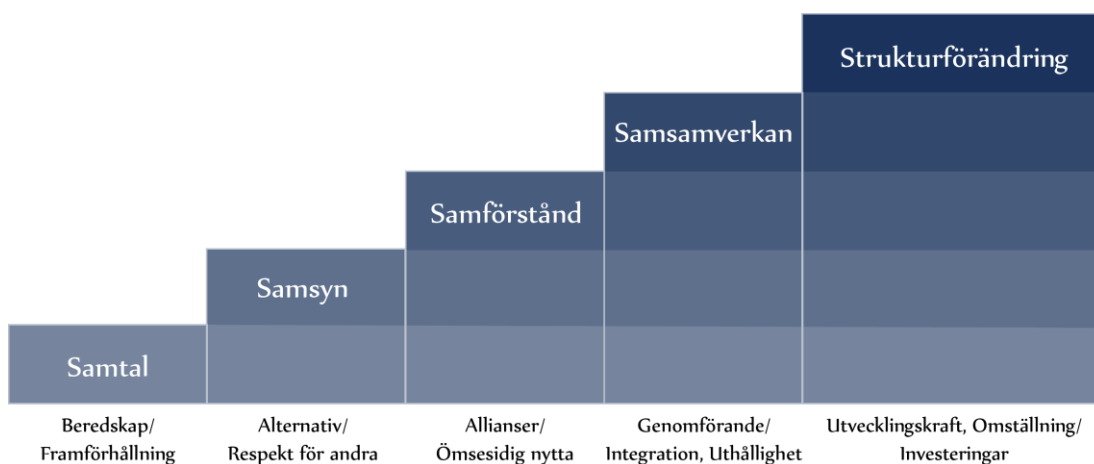 Strukturförändring
Samsamverkan
Samförstånd
Samsyn
Samtal
Beredskap/
Framförhållning
Alternativ/
Respekt för andra
Allianser/
Ömsesidig nytta
Genomförande/
Integration, Uthållighet
Utvecklingskraft, Omställning/
Investeringar